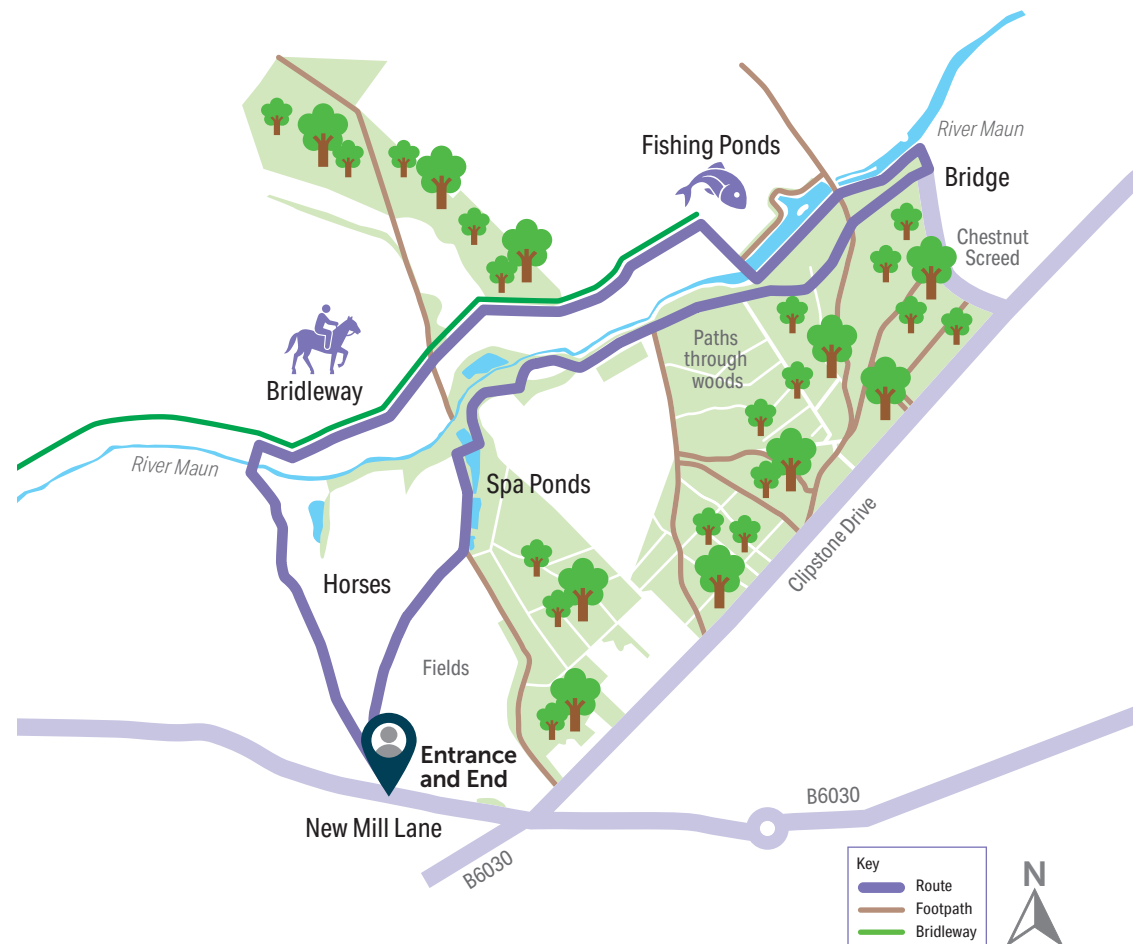 River Maun
Fishing Ponds
Bridge
Chestnut
Screed
Paths
through
woods
Bridleway
River Maun
Spa Ponds
Clipstone Drive
Horses
Fields
Entrance
and End
New Mill Lane
B6030
B6030
Key
Route
Footpath
Bridleway
N